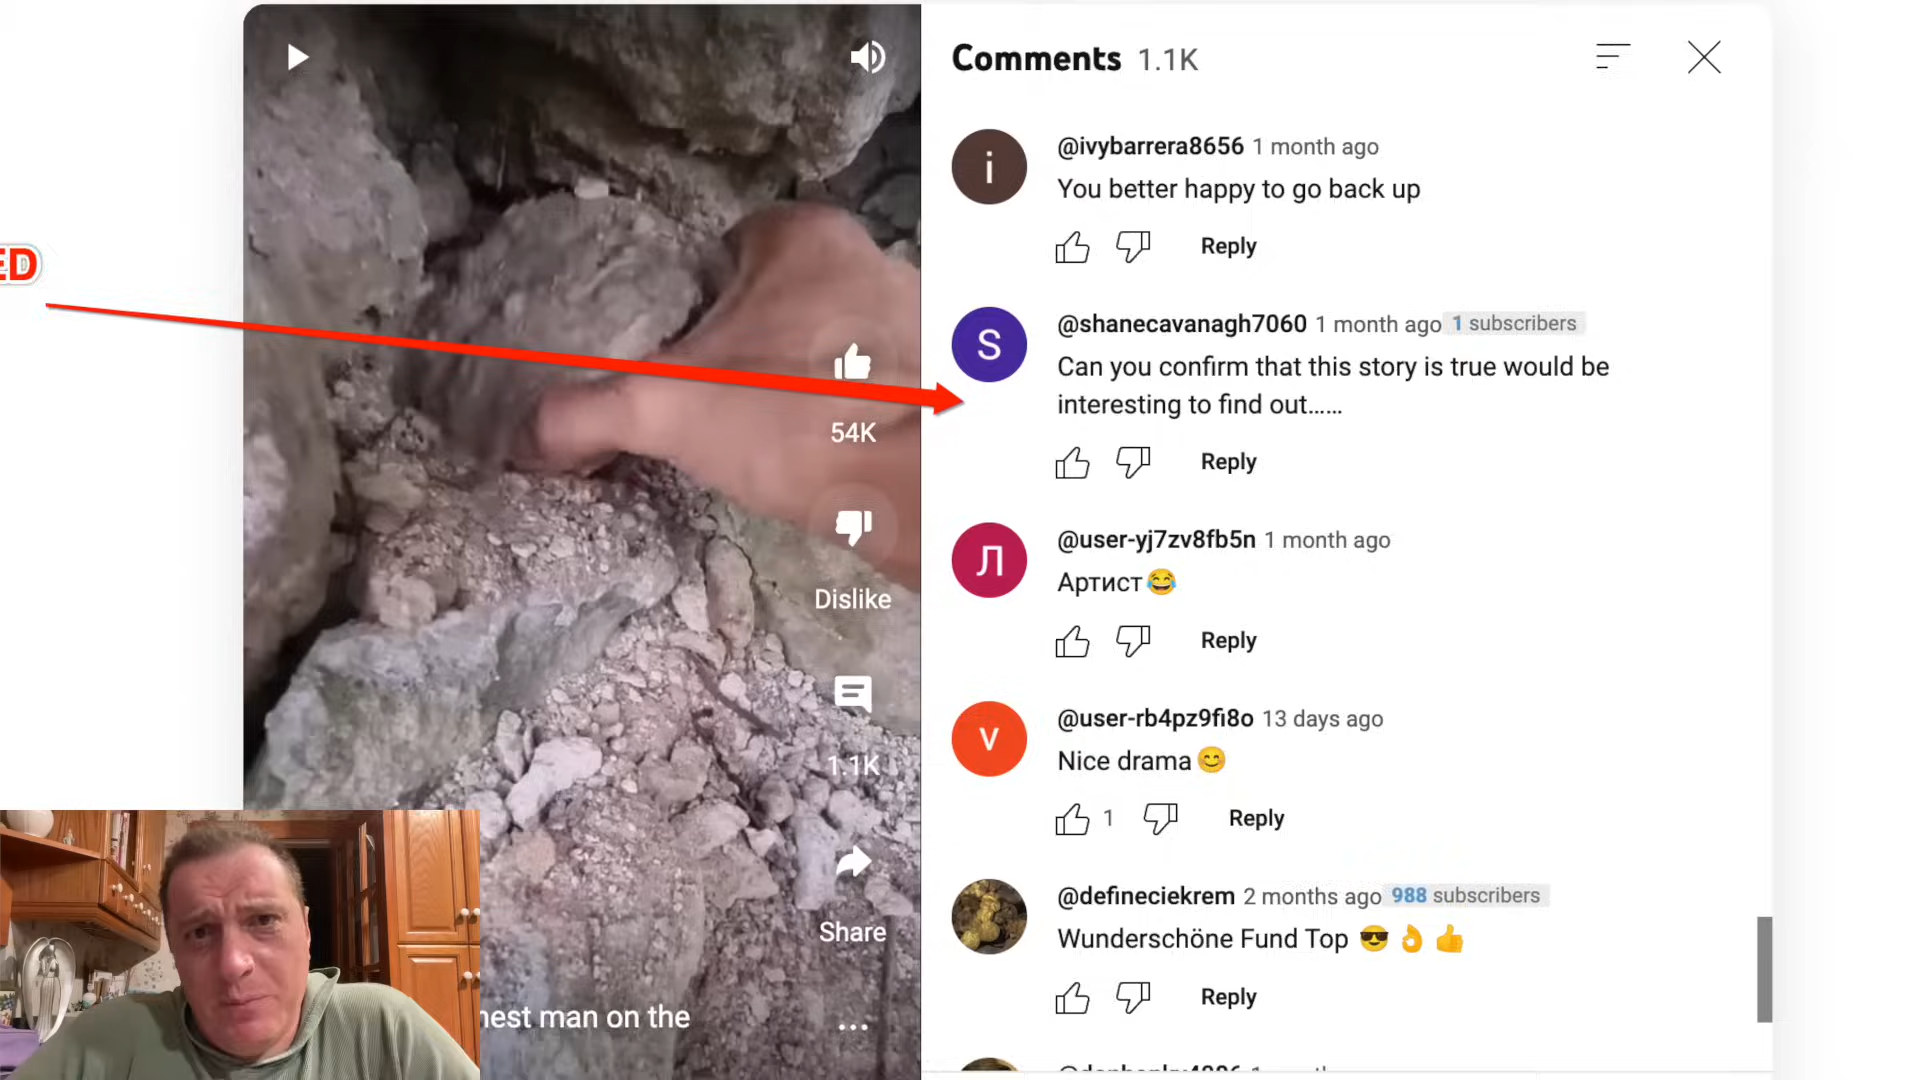 Comments 1.1K
@ivybarrera8656 1 month ago
You better happy to go back up
Reply
ED
@shanecavanagh7060 1 month ago 1 subscribers
Can you confirm that this story is true would be
interesting to find out......
Reply
54K
@user-yj7zv8fb5n 1 month ago
Артист😂
Reply
Dislike
@user-rb4pz9fi8o 13 days ago
Nice drama😊
1 Reply
1.1K
@defineciekrem 2 months ago 988 subscribers
Wunderschöne Fund Top 😎👌👍
Reply
Share
nest man on the
i
S
Л
V